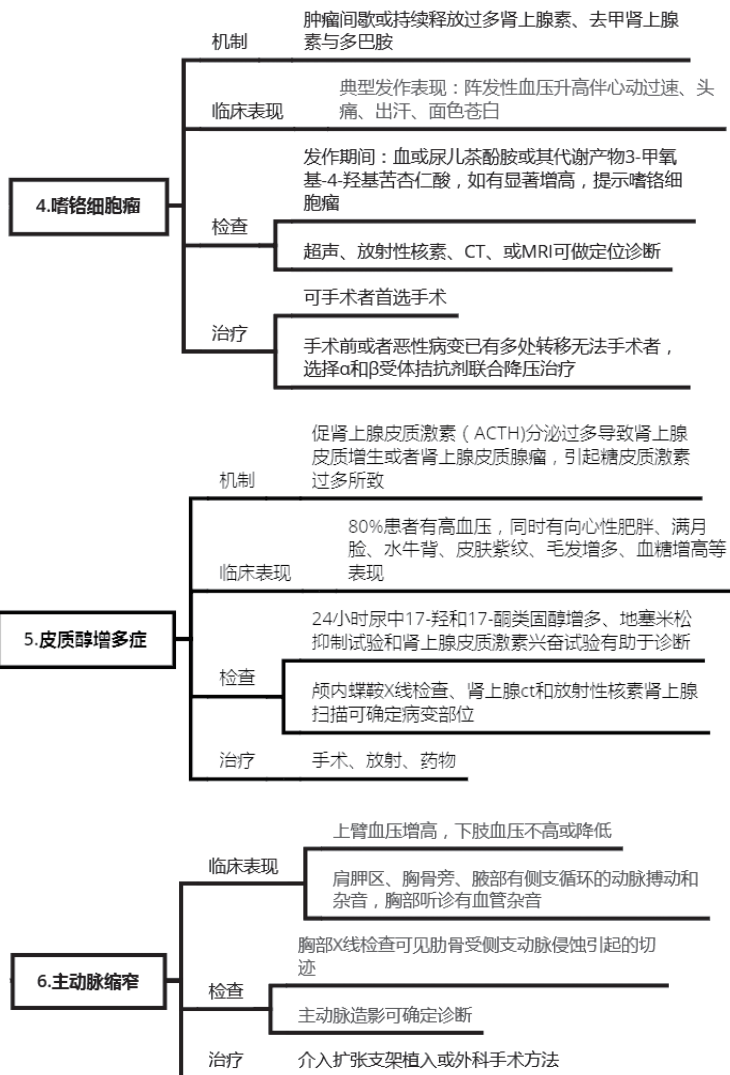 4.嗜铬细胞瘤
机制
肿瘤间歇或持续释放过多肾上腺素、去甲肾上腺
素与多巴胺
临床表现
典型发作表现：阵发性血压升高伴心动过速、头
痛、出汗、面色苍白
检查
发作期间：血或尿儿茶酚胺或其代谢产物3-甲氧
基-4-羟基苦杏仁酸，如有显著增高，提示嗜铬细
胞瘤
超声、放射性核素、CT、或MRI可做定位诊断
治疗
可手术者首选手术
手术前或者恶性病变已有多处转移无法手术者，
选择α和β受体拮抗剂联合降压治疗
5.皮质醇增多症
机制
促肾上腺皮质激素（ACTH)分泌过多导致肾上腺
皮质增生或者肾上腺皮质腺瘤，引起糖皮质激素
过多所致
临床表现
80%患者有高血压，同时有向心性肥胖、满月
脸、水牛背、皮肤紫纹、毛发增多、血糖增高等
表现
检查
24小时尿中17-羟和17-酮类固醇增多、地塞米松
抑制试验和肾上腺皮质激素兴奋试验有助于诊断
颅内蝶鞍X线检查、肾上腺ct和放射性核素肾上腺
扫描可确定病变部位
治疗
手术、放射、药物
6.主动脉缩窄
临床表现
上臂血压增高，下肢血压不高或降低
肩胛区、胸骨旁、腋部有侧支循环的动脉搏动和
杂音，胸部听诊有血管杂音
检查
胸部X线检查可见肋骨受侧支动脉侵蚀引起的切
迹
主动脉造影可确定诊断
治疗
介入扩张支架植入或外科手术方法